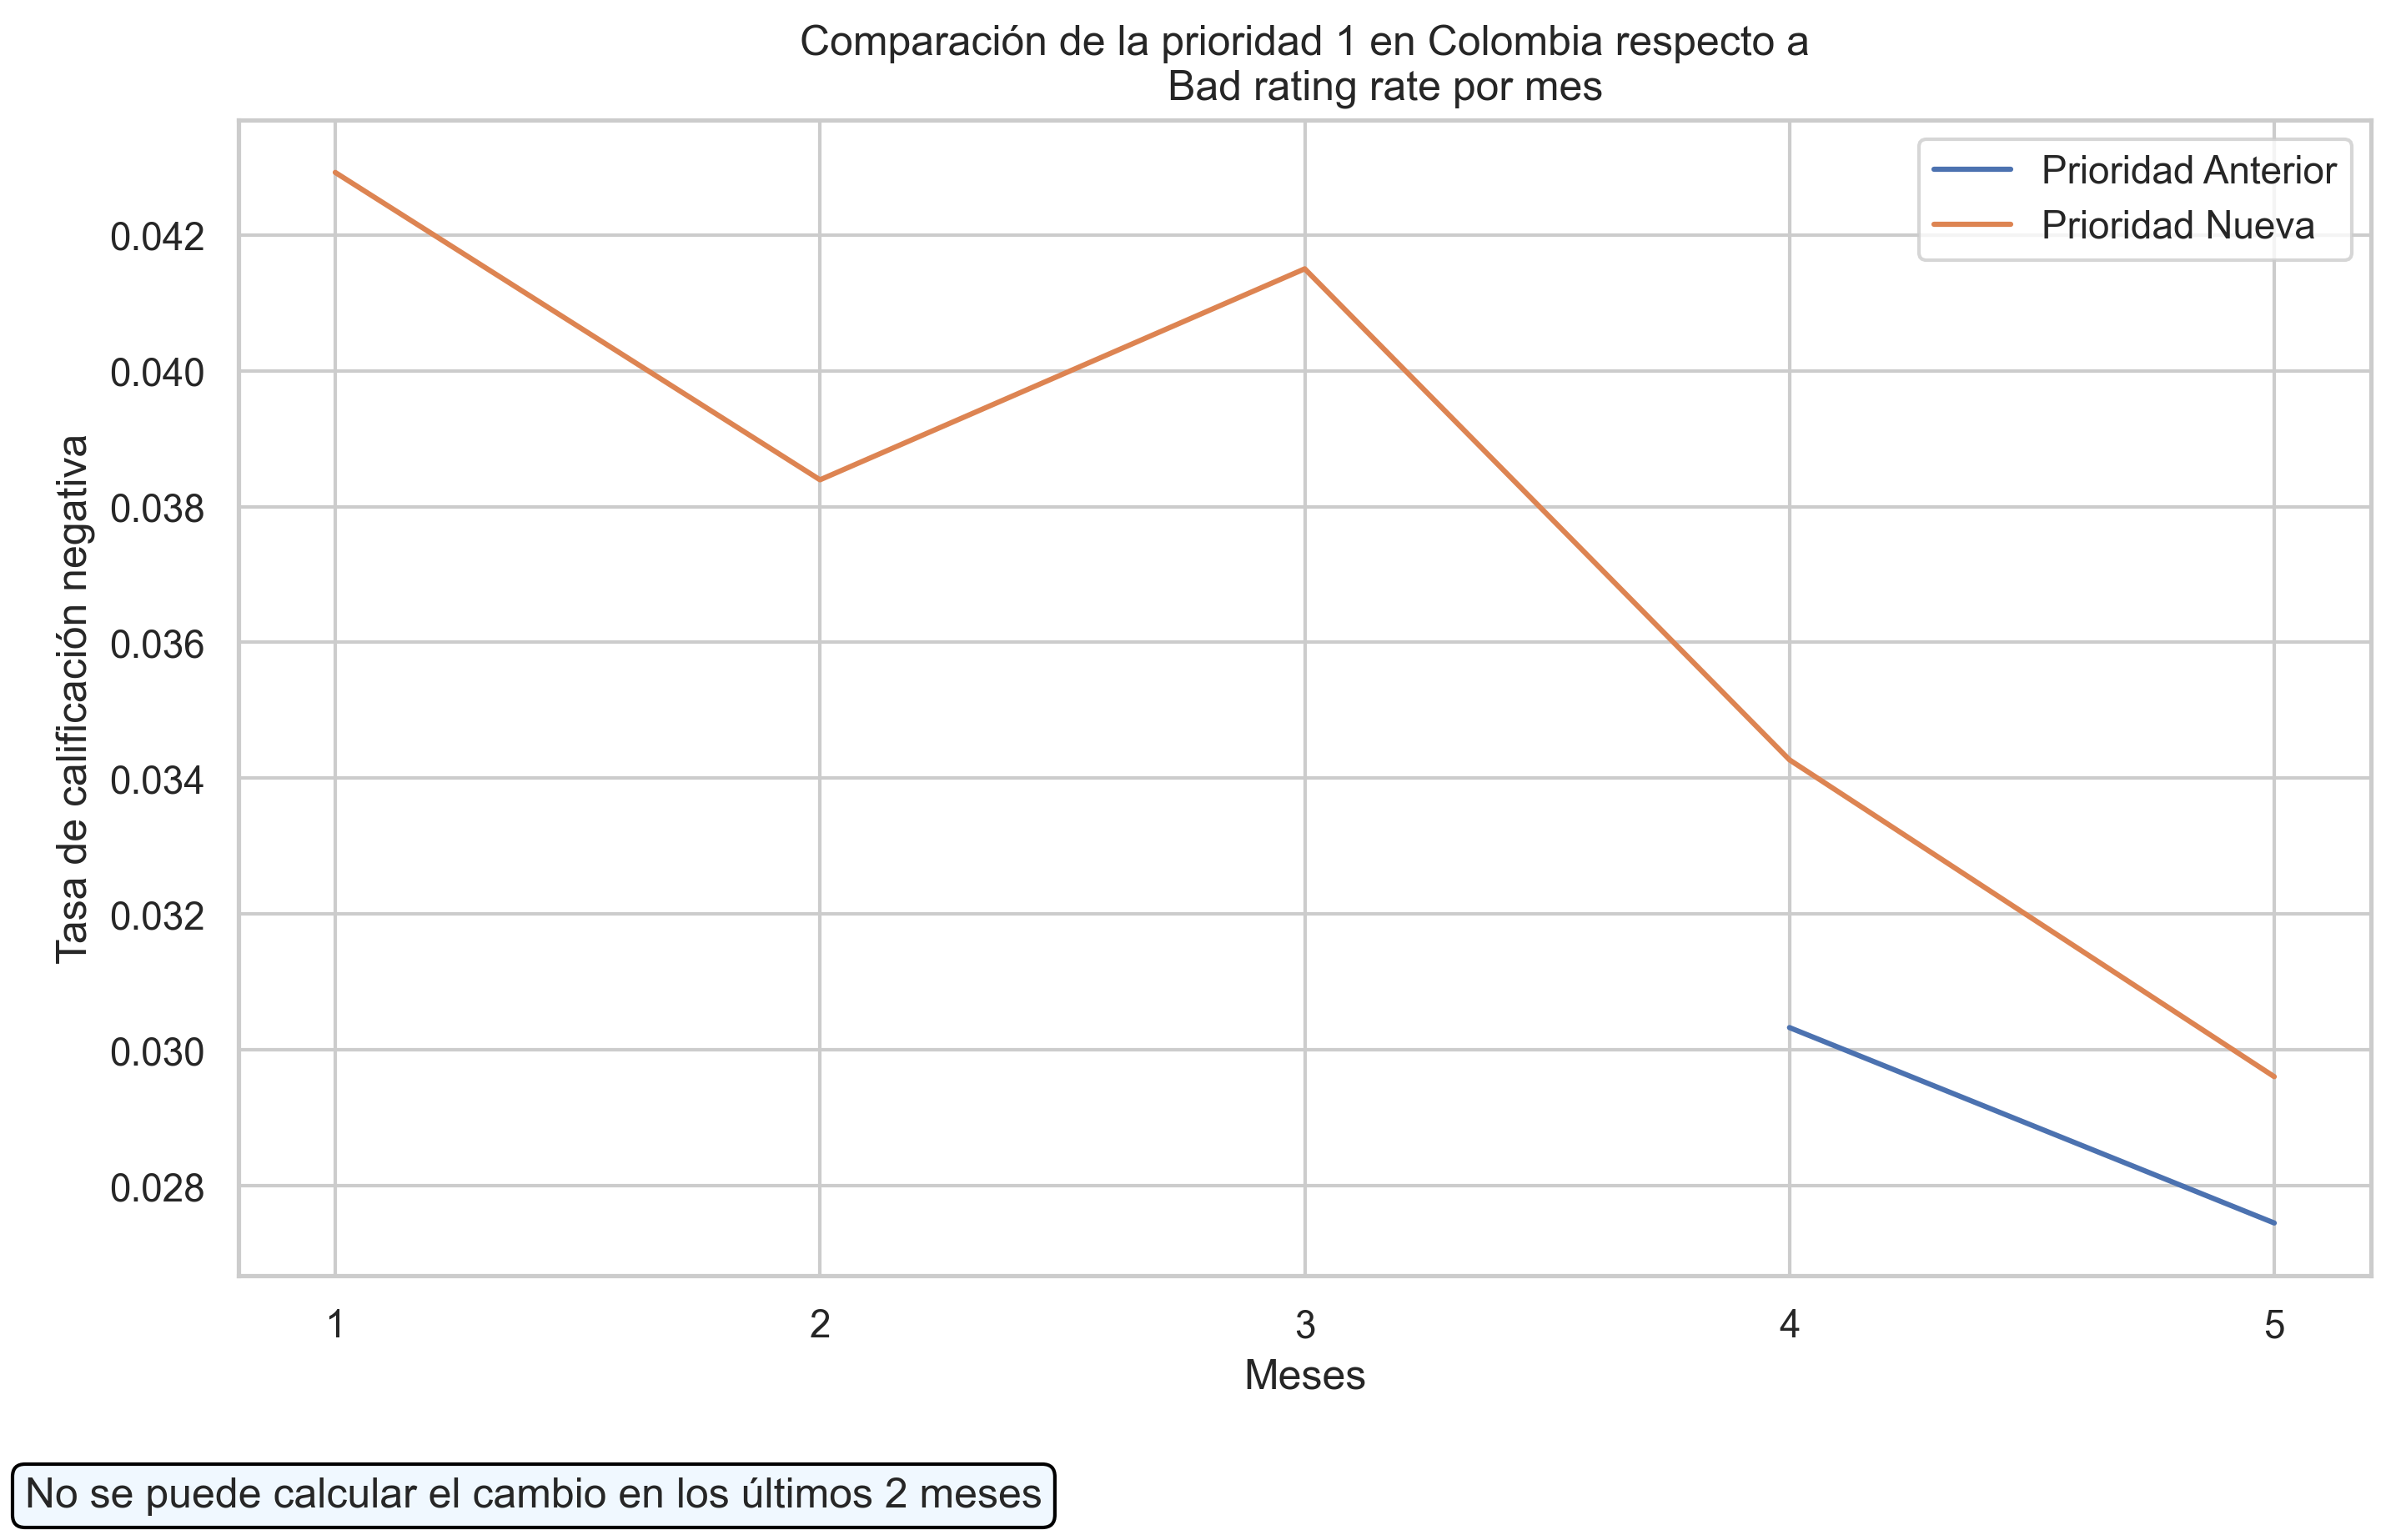 Comparación de la prioridad 1 en Colombia respecto a
Bad rating rate por mes
Prioridad Anterior
Prioridad Nueva
Tasa de calificación negativa
0.042
0.040
0.038
0.036
0.034
0.032
0.030
0.028
1 2 3 4 5
Meses
No se puede calcular el cambio en los últimos 2 meses